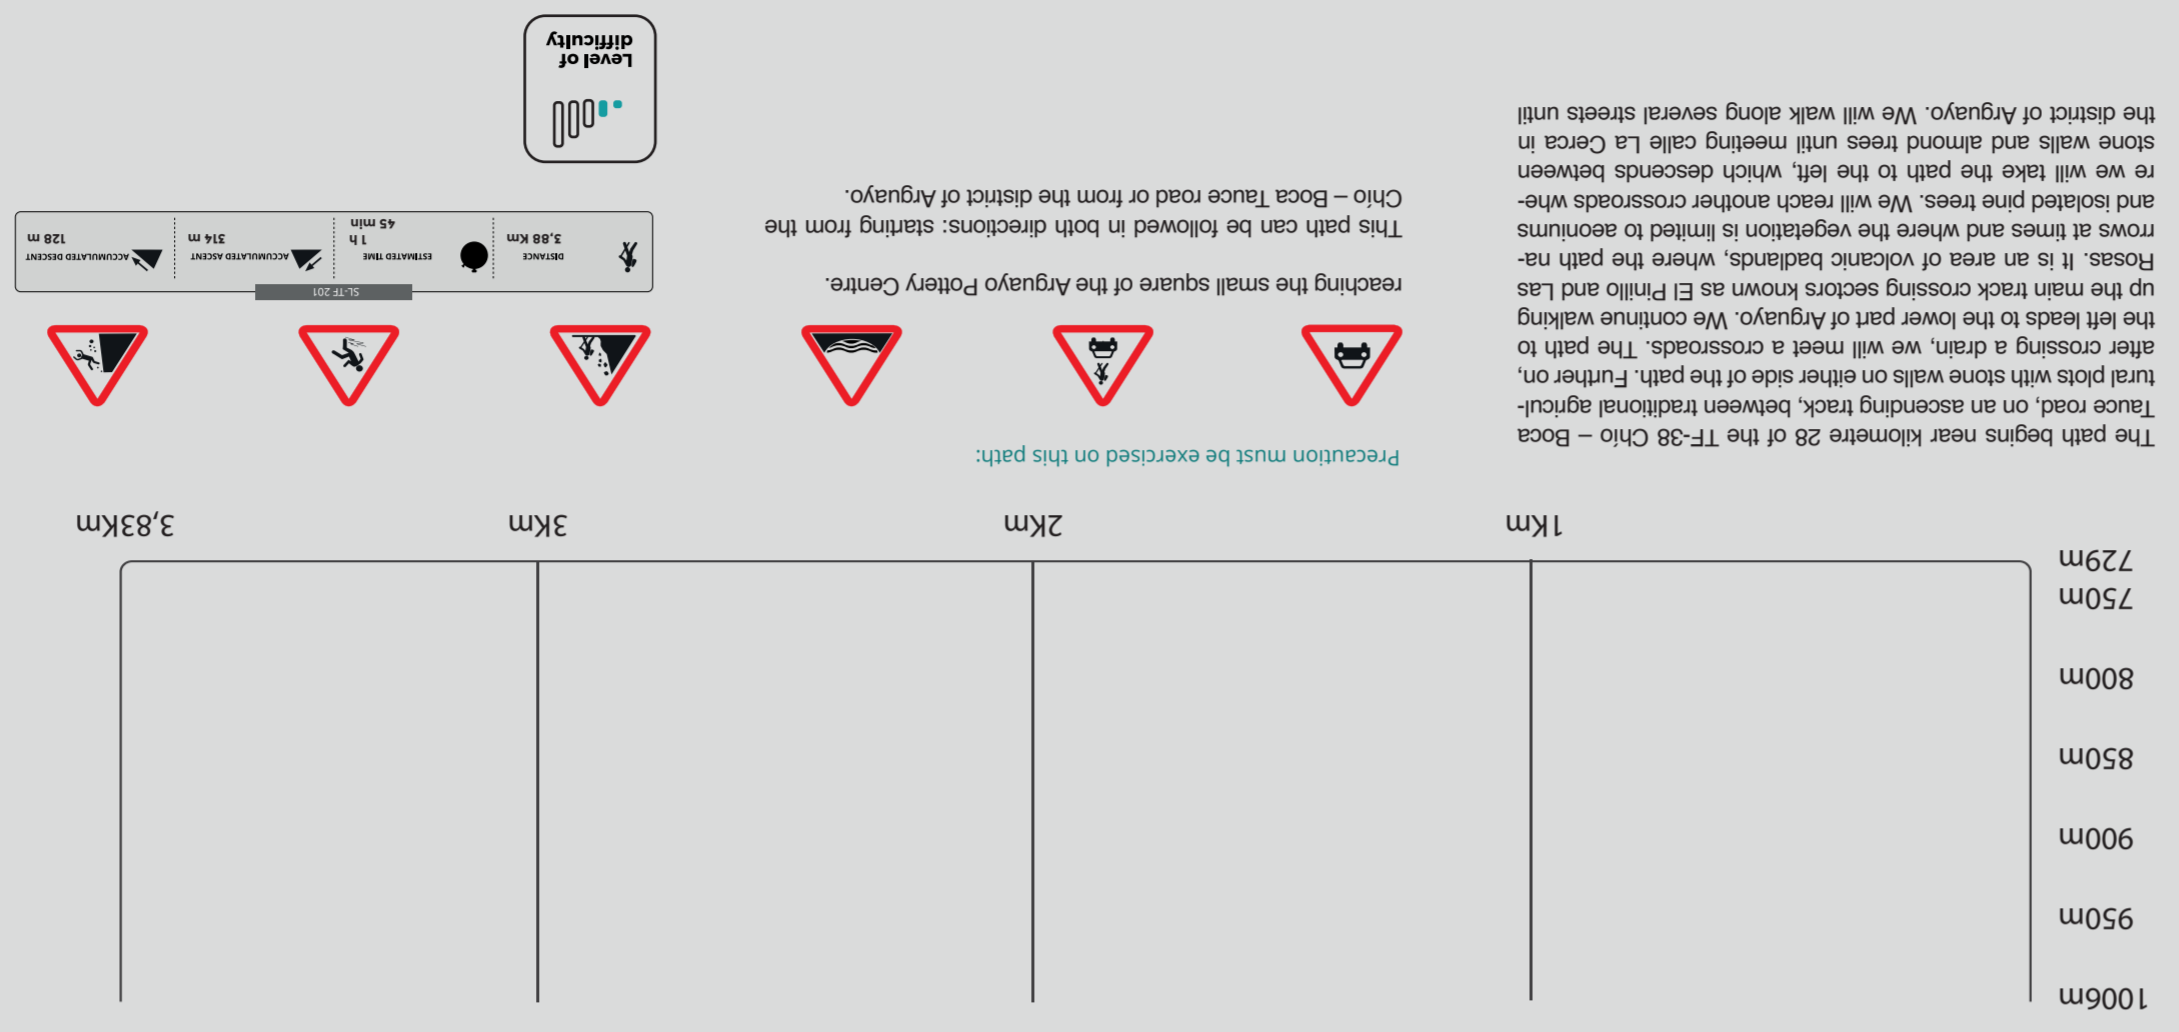 1006m
950m
900m
850m
800m
750m
729m
1Km
2Km
3Km
3,83Km
The path begins near kilometre 28 of the TF-38 Chío – Boca
Tauce road, on an ascending track, between traditional agricul-
tural plots with stone walls on either side of the path. Further on,
after crossing a drain, we will meet a crossroads. The path to
the left leads to the lower part of Arguayo. We continue walking
up the main track crossing sectors known as El Pinillo and Las
Rosas. It is an area of volcanic badlands, where the path na-
rrows at times and where the vegetation is limited to aeoniums
and isolated pine trees. We will reach another crossroads whe-
re we will take the path to the left, which descends between
stone walls and almond trees until meeting calle La Cerca in
the district of Arguayo. We will walk along several streets until
reaching the small square of the Arguayo Pottery Centre.
This path can be followed in both directions: starting from the
Chío – Boca Tauce road or from the district of Arguayo.
Precaution must be exercised on this path:
SL-TF 201
DISTANCE
3,88 Km
ESTIMATED TIME
1 h
45 min
ACCUMULATED ASCENT
314 m
ACCUMULATED DESCENT
128 m
Level of
difficulty